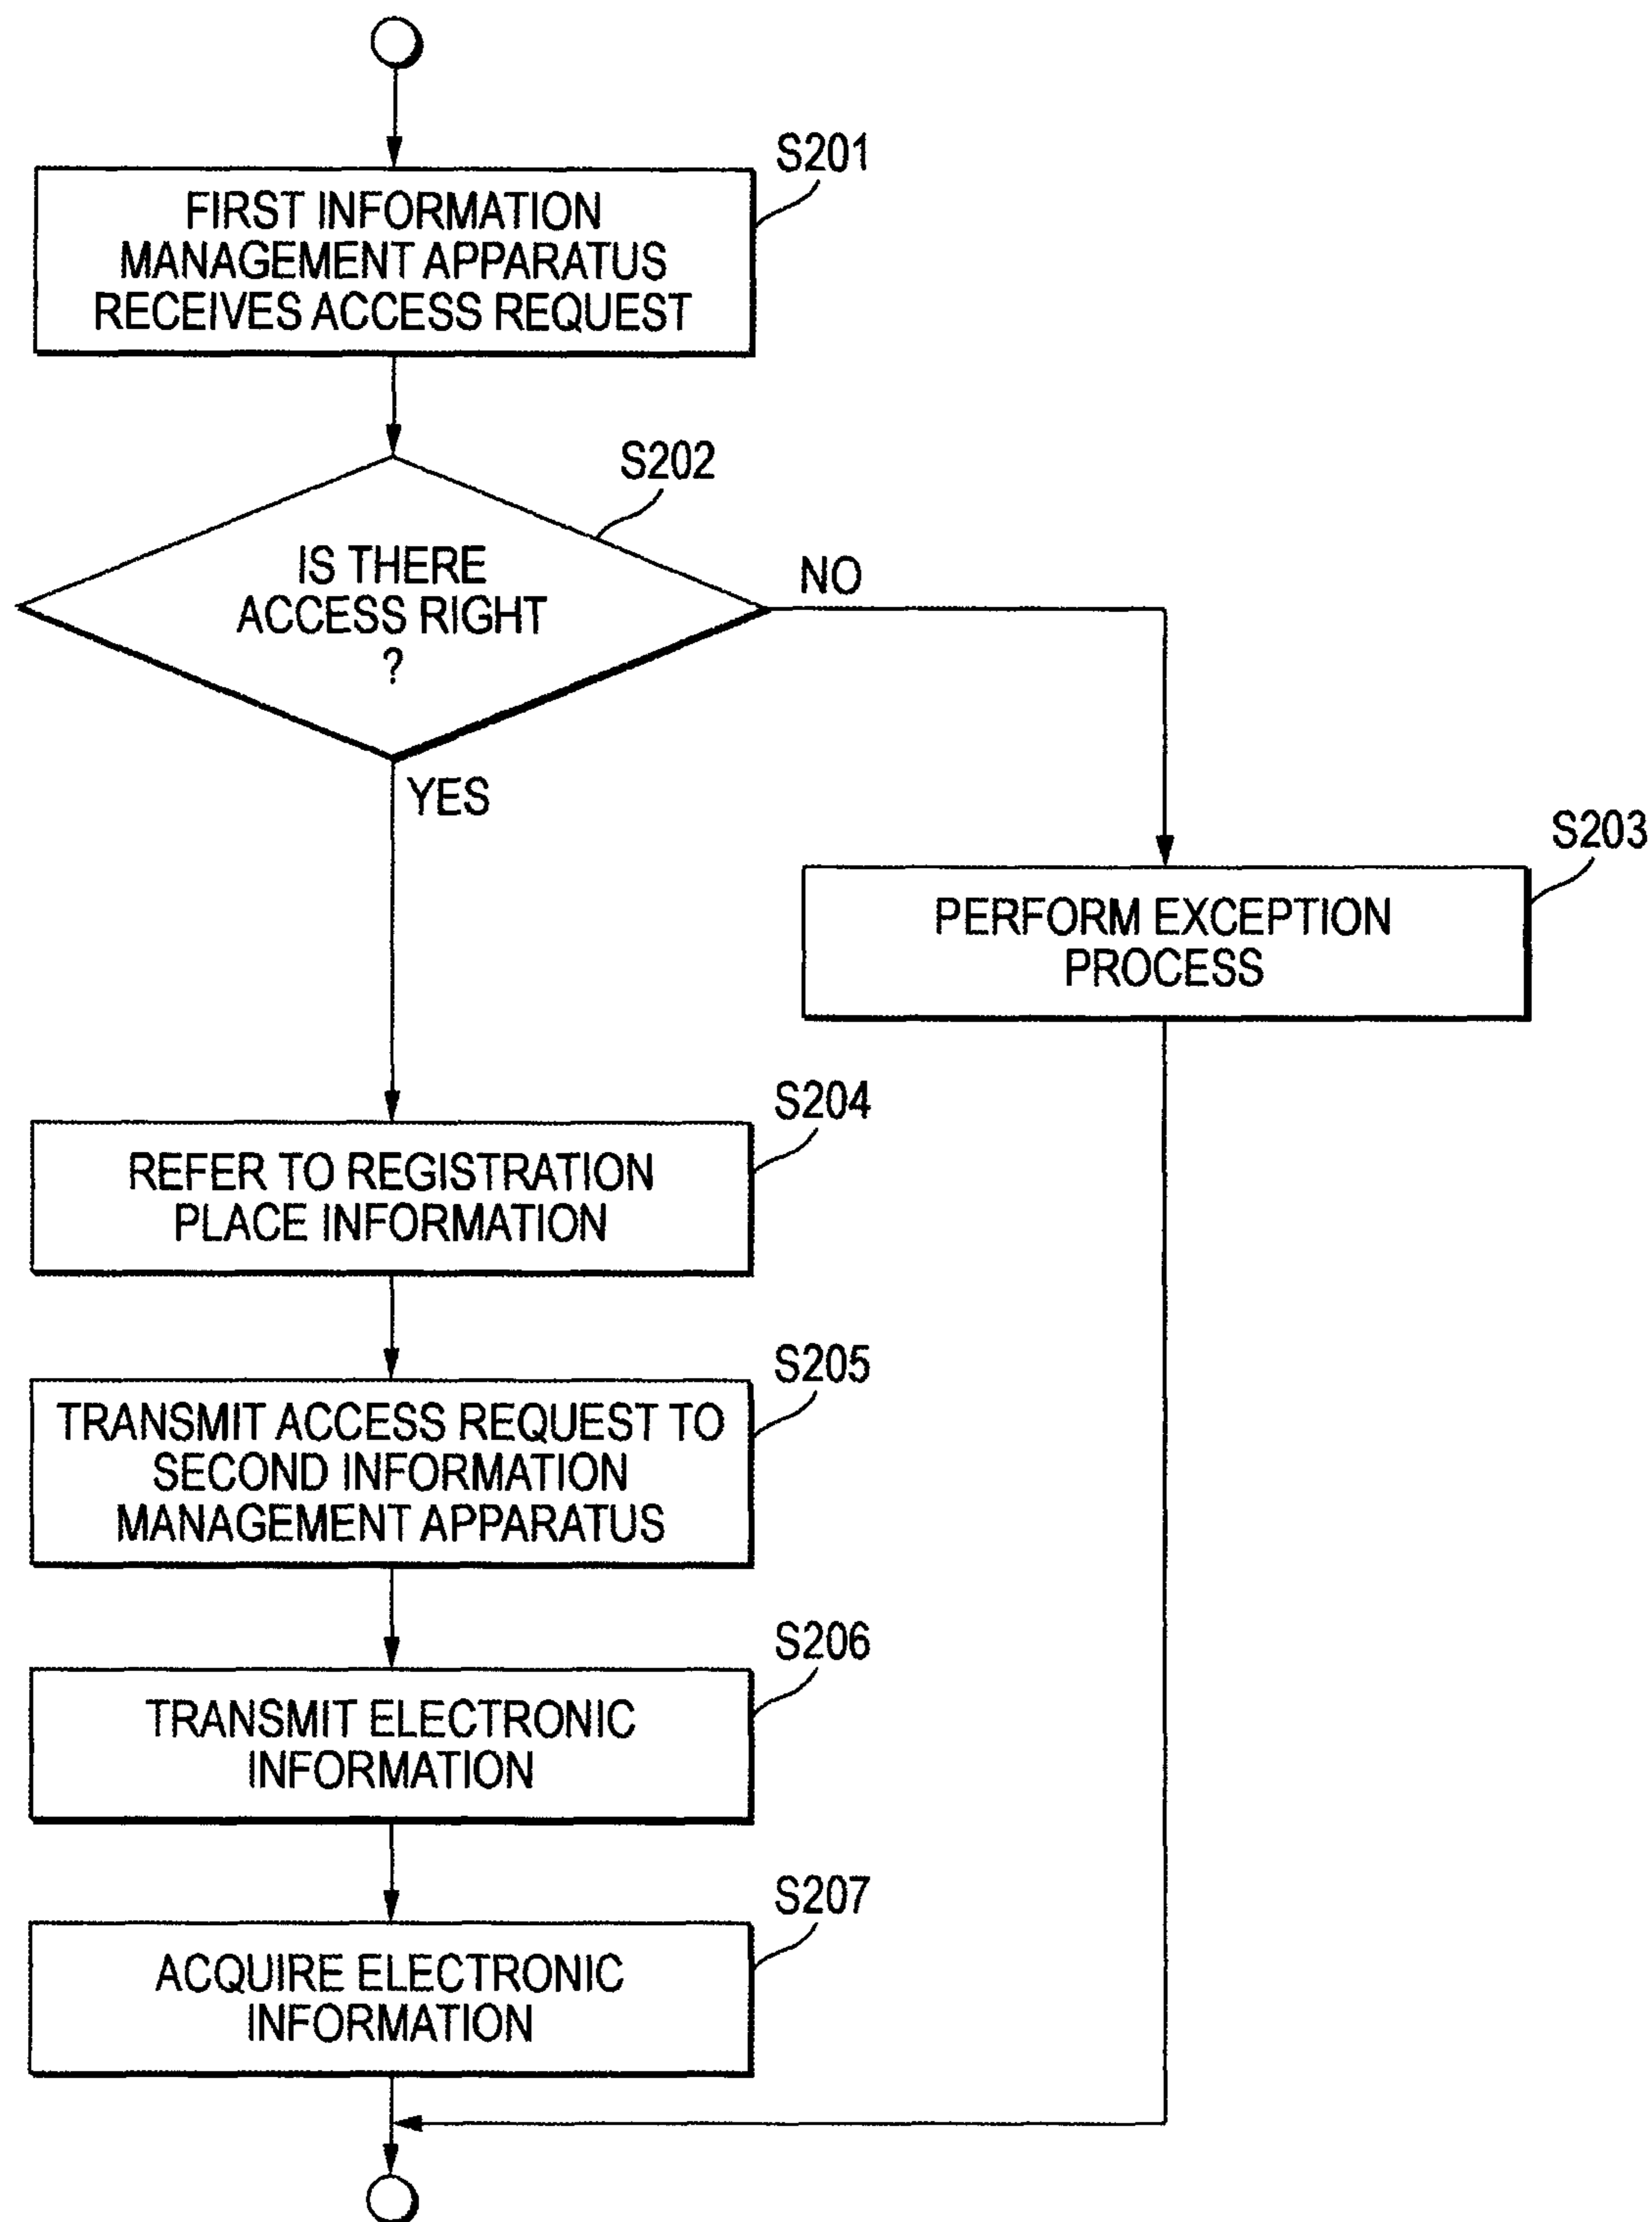 S201
FIRST INFORMATION
MANAGEMENT APPARATUS
RECEIVES ACCESS REQUEST
S202
IS THERE
ACCESS RIGHT
?
NO
YES
S203
PERFORM EXCEPTION
PROCESS
S204
REFER TO REGISTRATION
PLACE INFORMATION
S205
TRANSMIT ACCESS REQUEST TO
SECOND INFORMATION
MANAGEMENT APPARATUS
S206
TRANSMIT ELECTRONIC
INFORMATION
S207
ACQUIRE ELECTRONIC
INFORMATION